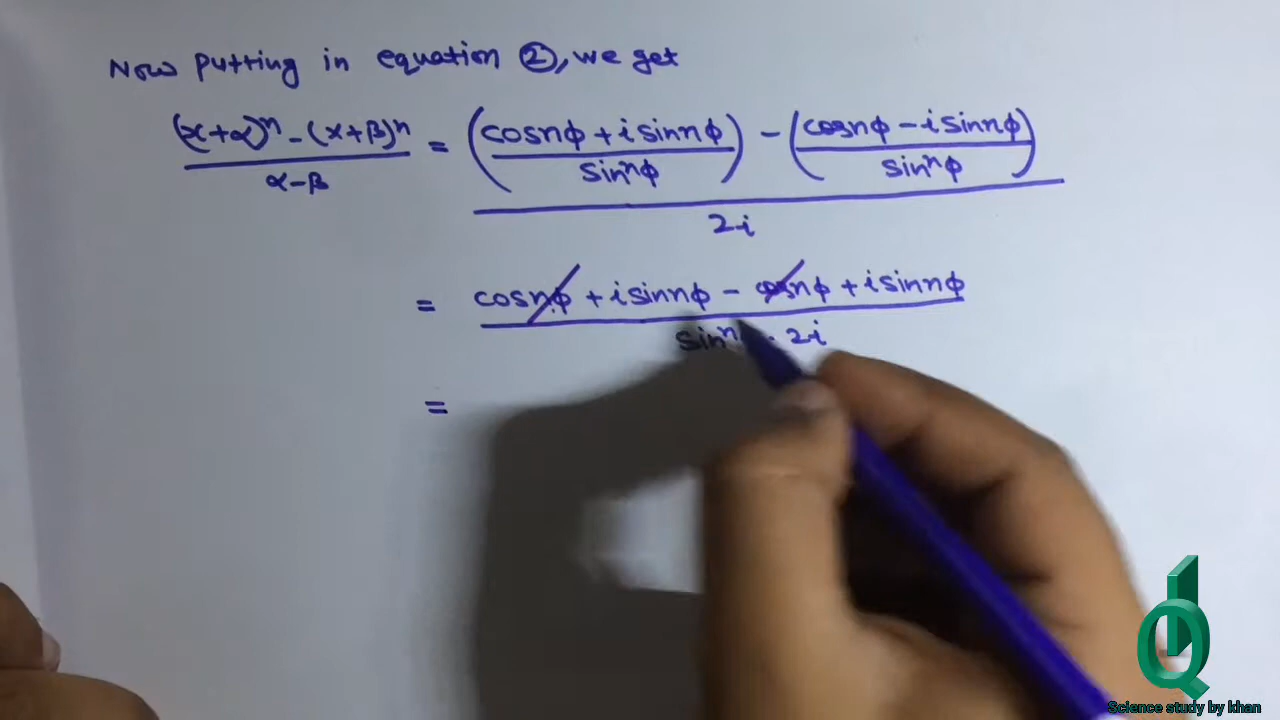 Now putting in equation ②, we get
(x+α)ⁿ - (x+β)ⁿ / α-β = (cosnφ + i sinnφ / sinⁿφ) - (cosnφ - i sinnφ / sinⁿφ) / 2i
= cosnφ + i sinnφ - cosnφ + i sinnφ / sinⁿ . 2i
=
Science study by khan